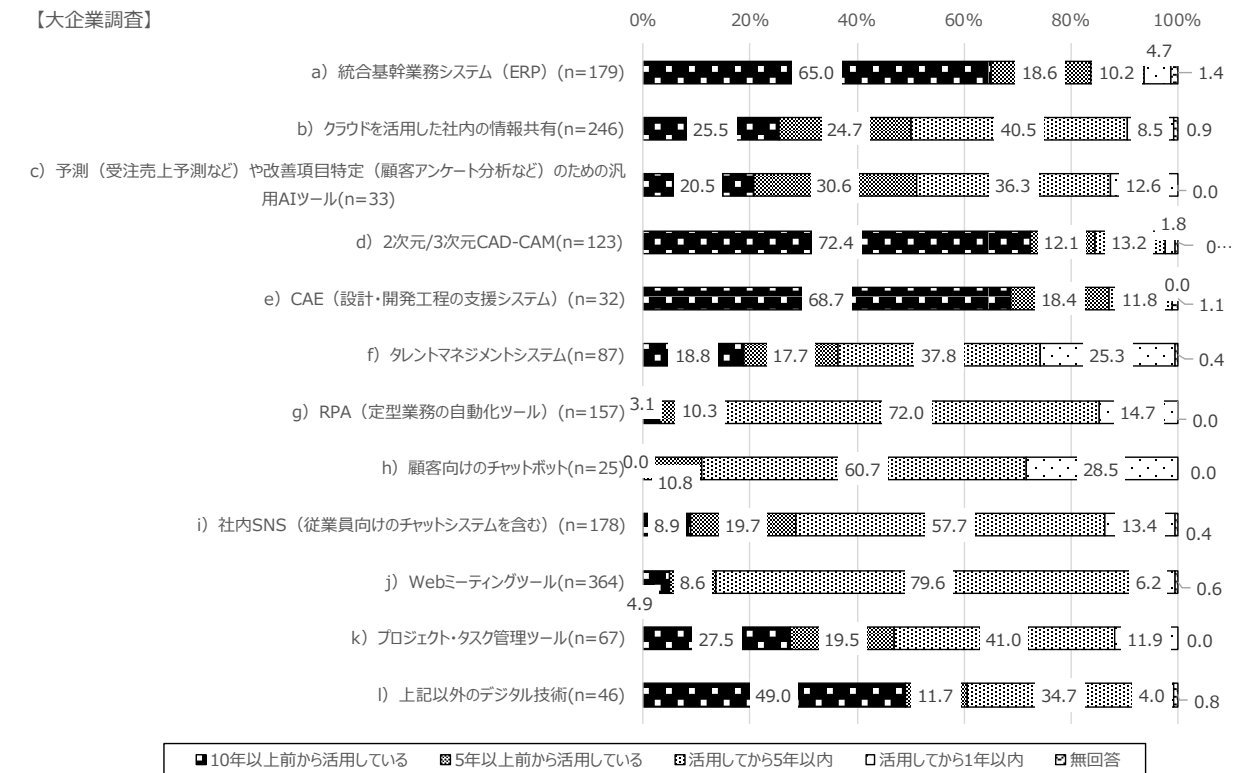 【大企業調査】
0% 20% 40% 60% 80% 100%
a）統合基幹業務システム（ERP）(n=179) 65.0 18.6 10.2 4.7 1.4
b）クラウドを活用した社内の情報共有(n=246) 25.5 24.7 40.5 8.5 0.9
c）予測（受注売上予測など）や改善項目特定（顧客アンケート分析など）のための汎
用AIツール(n=33) 20.5 30.6 36.3 12.6 0.0
d）2次元/3次元CAD-CAM(n=123) 72.4 12.1 13.2 1.8 0…
e）CAE（設計・開発工程の支援システム）(n=32) 68.7 18.4 11.8 0.0 1.1
f）タレントマネジメントシステム(n=87) 18.8 17.7 37.8 25.3 0.4
g）RPA（定型業務の自動化ツール）(n=157) 3.1 10.3 72.0 14.7 0.0
h）顧客向けのチャットボット(n=25) 0.0 10.8 60.7 28.5 0.0
i）社内SNS（従業員向けのチャットシステムを含む）(n=178) 8.9 19.7 57.7 13.4 0.4
j）Webミーティングツール(n=364) 4.9 8.6 79.6 6.2 0.6
k）プロジェクト・タスク管理ツール(n=67) 27.5 19.5 41.0 11.9 0.0
l）上記以外のデジタル技術(n=46) 49.0 11.7 34.7 4.0 0.8
10年以上前から活用している 5年以上前から活用している 活用してから5年以内 活用してから1年以内 無回答